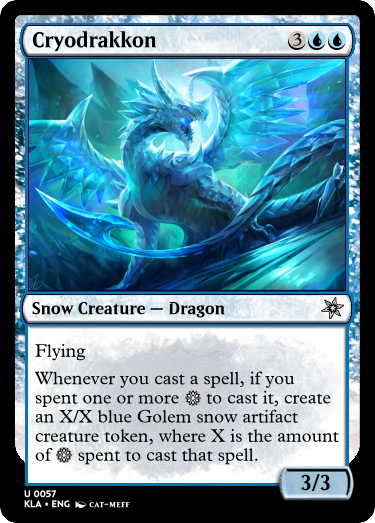 Cryodrakkon 3
Snow Creature — Dragon
Flying
Whenever you cast a spell, if you
spent one or more to cast it, create
an X/X blue Golem snow artifact
creature token, where X is the amount
of spent to cast that spell.
3/3
U 0057
KLA • ENG CAT-MEFF